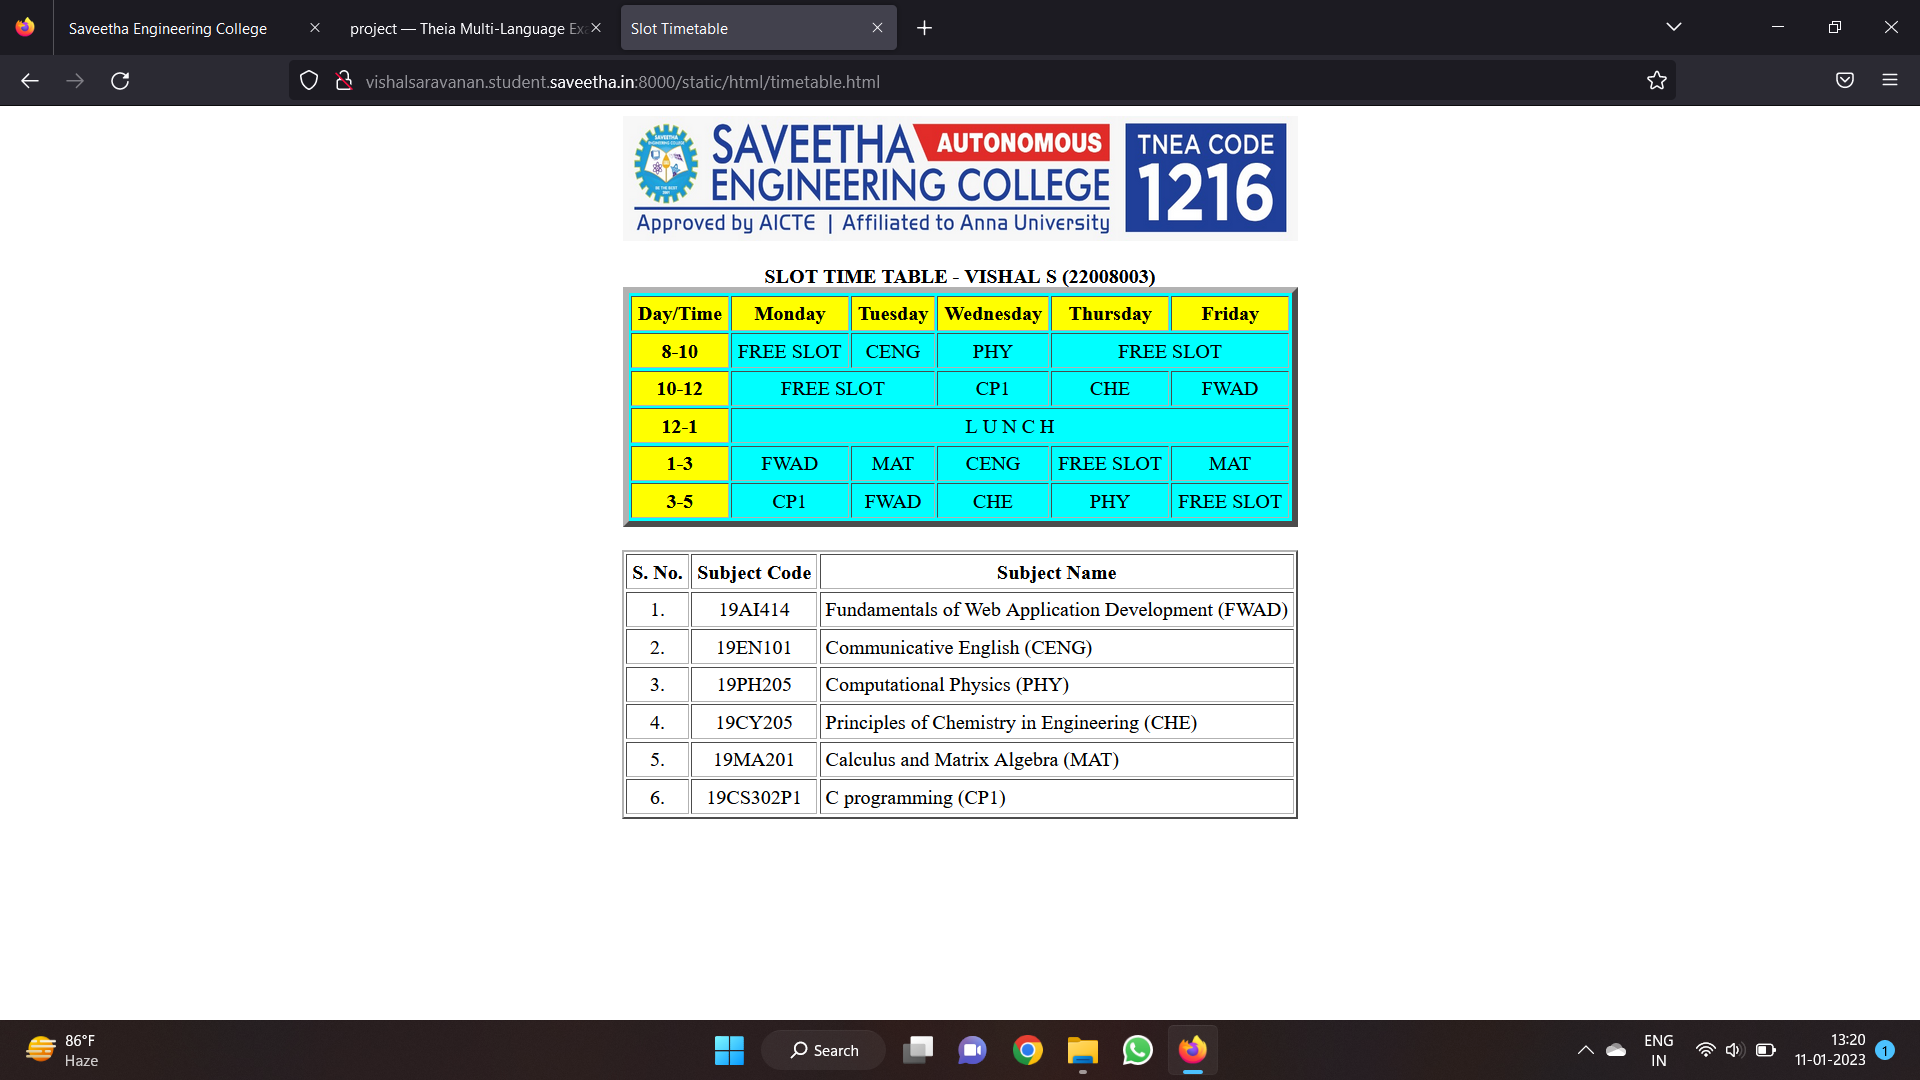 Saveetha Engineering College
project — Theia Multi-Language Ex
Slot Timetable
vishalsaravanan.student.saveetha.in:8000/static/html/timetable.html
SAVEETHA AUTONOMOUS
ENGINEERING COLLEGE
Approved by AICTE | Affiliated to Anna University
TNEA CODE
1216
SLOT TIME TABLE - VISHAL S (22008003)
Day/Time Monday Tuesday Wednesday Thursday Friday
8-10 FREE SLOT CENG PHY FREE SLOT
10-12 FREE SLOT CP1 CHE FWAD
12-1 L U N C H
1-3 FWAD MAT CENG FREE SLOT MAT
3-5 CP1 FWAD CHE PHY FREE SLOT
S. No. Subject Code Subject Name
1. 19AI414 Fundamentals of Web Application Development (FWAD)
2. 19EN101 Communicative English (CENG)
3. 19PH205 Computational Physics (PHY)
4. 19CY205 Principles of Chemistry in Engineering (CHE)
5. 19MA201 Calculus and Matrix Algebra (MAT)
6. 19CS302P1 C programming (CP1)
86°F
Haze
Search
ENG
IN
13:20
11-01-2023
1